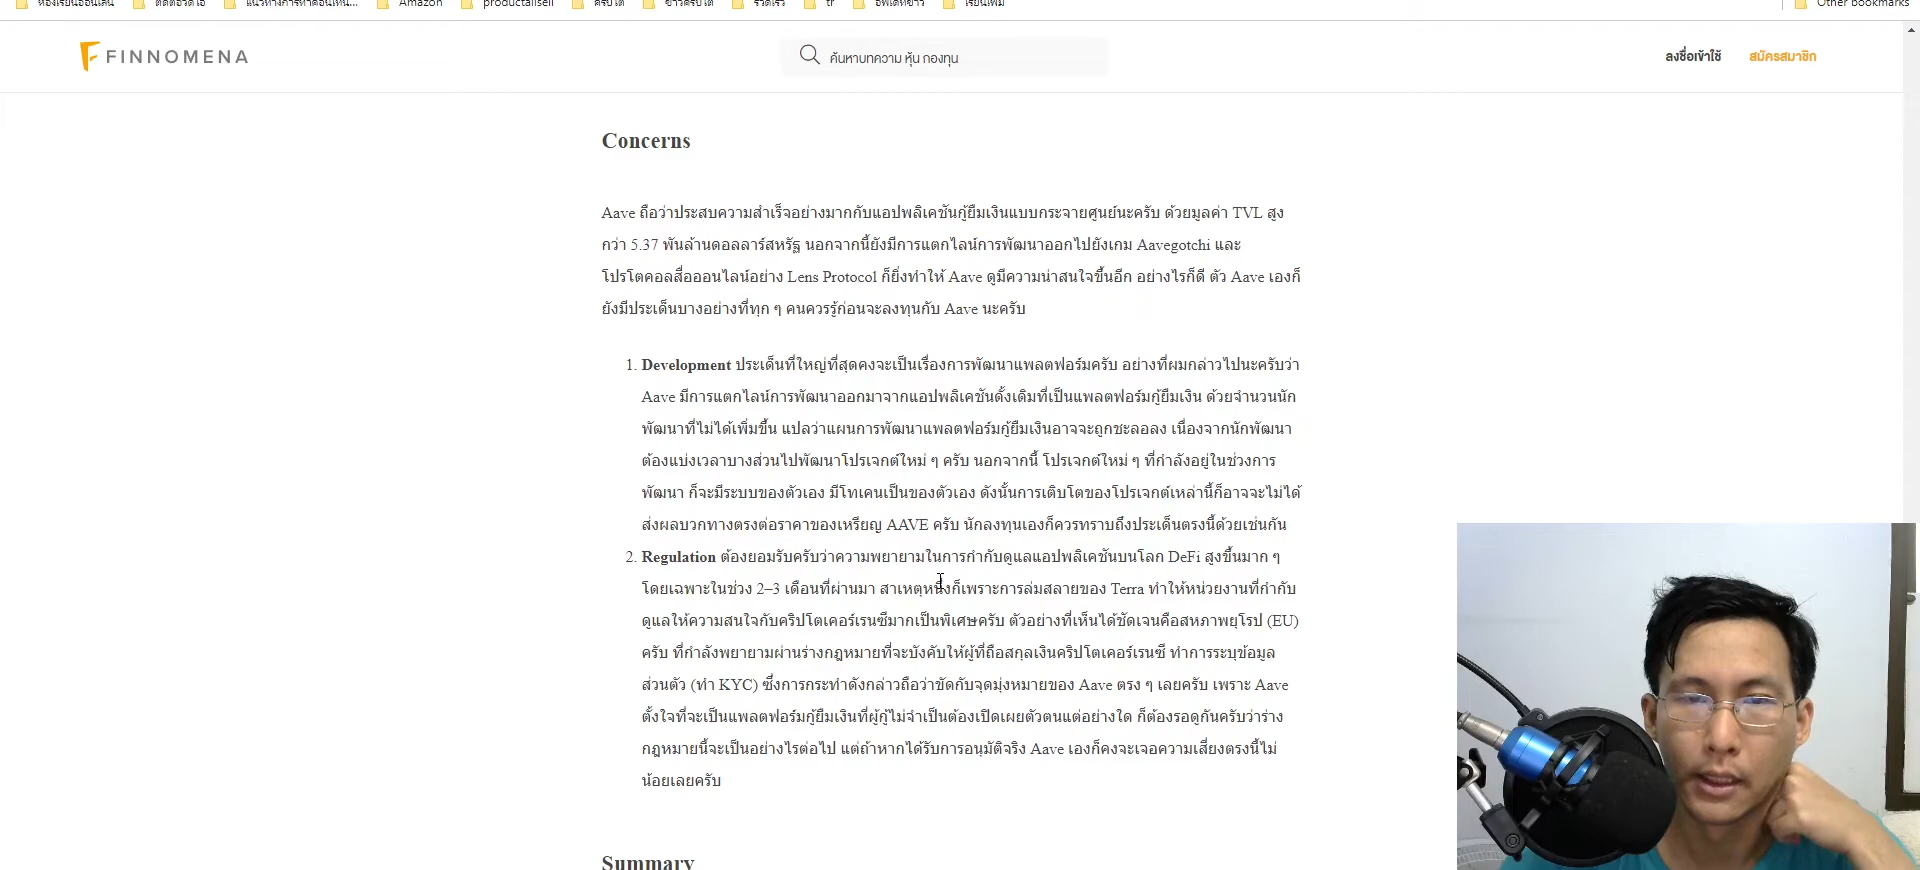 Amazon
productallsell
tr
Other bookmarks
FINNOMENA
ค้นหาบทความ หุ้น กองทุน
ลงชื่อเข้าใช้
สมัครสมาชิก
Concerns
Aave ถือว่าประสบความสำเร็จอย่างมากกับแอปพลิเคชันกู้ยืมเงินแบบกระจายศูนย์นะครับ ด้วยมูลค่า TVL สูง
กว่า 5.37 พันล้านดอลลาร์สหรัฐ นอกจากนี้ยังมีการแตกไลน์การพัฒนาออกไปยังเกม Aavegotchi และ
โปรโตคอลสื่อออนไลน์อย่าง Lens Protocol ก็ยิ่งทำให้ Aave ดูมีความน่าสนใจขึ้นอีก อย่างไรก็ดี ตัว Aave เองก็
ยังมีประเด็นบางอย่างที่ทุก ๆ คนควรรู้ก่อนจะลงทุนกับ Aave นะครับ
1. Development ประเด็นที่ใหญ่ที่สุดคงจะเป็นเรื่องการพัฒนาแพลตฟอร์มครับ อย่างที่ผมกล่าวไปนะครับว่า
Aave มีการแตกไลน์การพัฒนาออกมาจากแอปพลิเคชันดั้งเดิมที่เป็นแพลตฟอร์มกู้ยืมเงิน ด้วยจำนวนนัก
พัฒนาที่ไม่ได้เพิ่มขึ้น แปลว่าแผนการพัฒนาแพลตฟอร์มกู้ยืมเงินอาจจะถูกชะลอลง เนื่องจากนักพัฒนา
ต้องแบ่งเวลาบางส่วนไปพัฒนาโปรเจกต์ใหม่ ๆ ครับ นอกจากนี้ โปรเจกต์ใหม่ ๆ ที่กำลังอยู่ในช่วงการ
พัฒนา ก็จะมีระบบของตัวเอง มีโทเคนเป็นของตัวเอง ดังนั้นการเติบโตของโปรเจกต์เหล่านี้ก็อาจจะไม่ได้
ส่งผลบวกทางตรงต่อราคาของเหรียญ AAVE ครับ นักลงทุนเองก็ควรทราบถึงประเด็นตรงนี้ด้วยเช่นกัน
2. Regulation ต้องยอมรับครับว่าความพยายามในการกำกับดูแลแอปพลิเคชันบนโลก DeFi สูงขึ้นมาก ๆ
โดยเฉพาะในช่วง 2–3 เดือนที่ผ่านมา สาเหตุหนึ่งก็เพราะการล่มสลายของ Terra ทำให้หน่วยงานที่กำกับ
ดูแลให้ความสนใจกับคริปโตเคอร์เรนซีมากเป็นพิเศษครับ ตัวอย่างที่เห็นได้ชัดเจนคือสหภาพยุโรป (EU)
ครับ ที่กำลังพยายามผ่านร่างกฎหมายที่จะบังคับให้ผู้ที่ถือสกุลเงินคริปโตเคอร์เรนซี ทำการระบุข้อมูล
ส่วนตัว (ทำ KYC) ซึ่งการกระทำดังกล่าวถือว่าขัดกับจุดมุ่งหมายของ Aave ตรง ๆ เลยครับ เพราะ Aave
ตั้งใจที่จะเป็นแพลตฟอร์มกู้ยืมเงินที่ผู้กู้ไม่จำเป็นต้องเปิดเผยตัวตนแต่อย่างใด ก็ต้องรอดูกันครับว่าร่าง
กฎหมายนี้จะเป็นอย่างไรต่อไป แต่ถ้าหากได้รับการอนุมัติจริง Aave เองก็คงจะเจอความเสี่ยงตรงนี้ไม่
น้อยเลยครับ
Summary